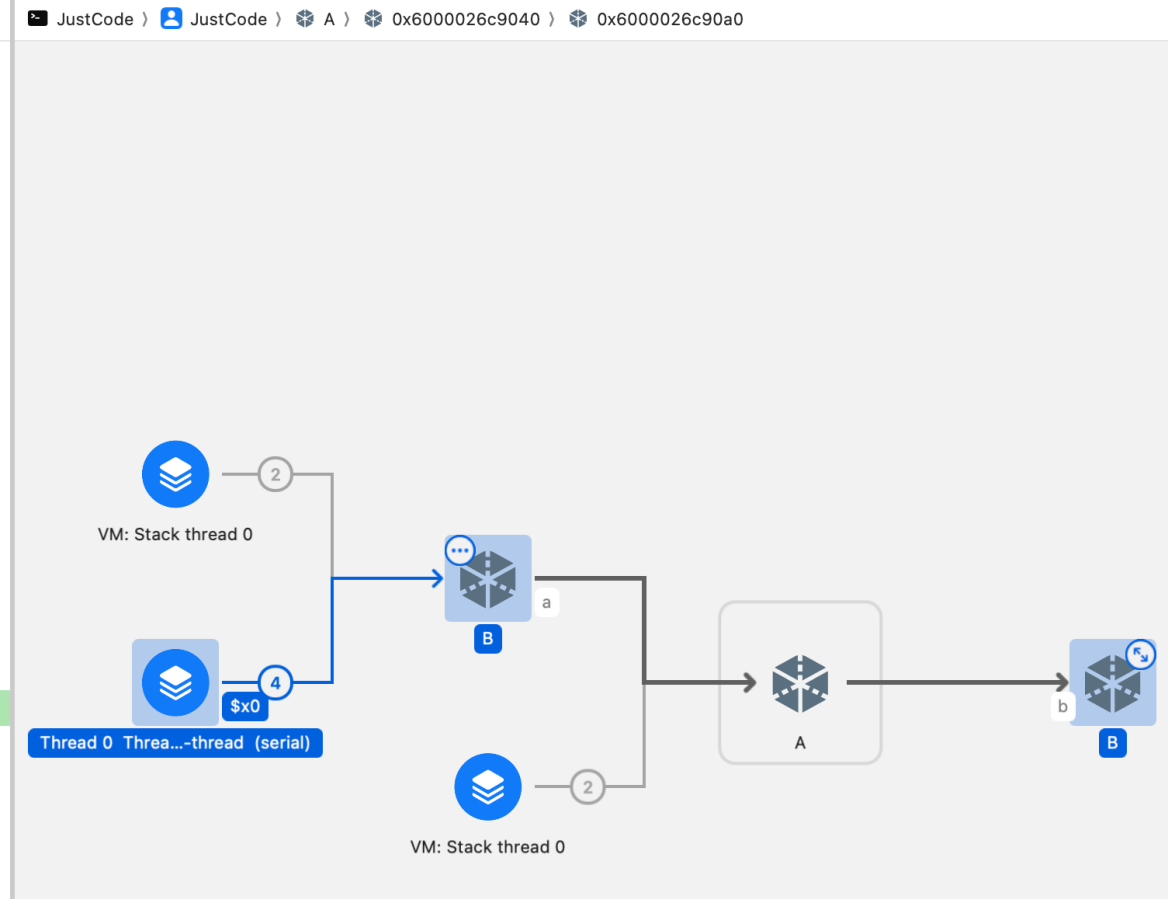 JustCode 〉 JustCode 〉 A 〉 0x6000026c9040 〉 0x6000026c90a0
2
VM: Stack thread 0
B
a
4
$x0
Thread 0 Threa...-thread (serial)
A
b
B
2
VM: Stack thread 0